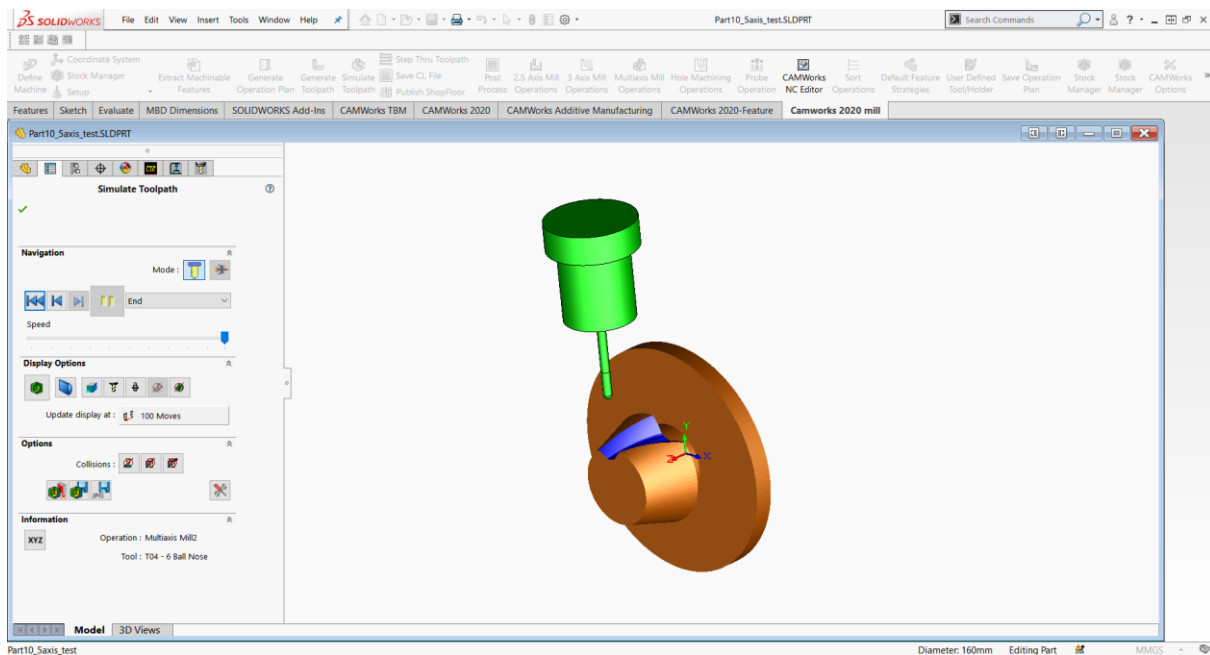 SOLIDWORKS File Edit View Insert Tools Window Help Part10_5axis_test.SLDPRT Search Commands
Define Machine Coordinate System Stock Manager Setup Extract Machinable Features Generate Operation Plan Generate Toolpath Simulate Toolpath Step Thru Toolpath Save CL File Publish ShopFloor Post Process 2.5 Axis Mill Operations 3 Axis Mill Operations Multiaxis Mill Operations Hole Machining Operations Probe Operation CAMWorks NC Editor Sort Operations Default Feature Strategies User Defined Tool/Holder Save Operation Plan Stock Manager Stock Manager CAMWorks Options
Features Sketch Evaluate MBD Dimensions SOLIDWORKS Add-Ins CAMWorks TBM CAMWorks 2020 CAMWorks Additive Manufacturing CAMWorks 2020-Feature Camworks 2020 mill
Part10_5axis_test.SLDPRT
Simulate Toolpath
Navigation
Mode :
End
Speed
Display Options
Update display at : 100 Moves
Options
Collisions :
Information
XYZ Operation : Multiaxis Mill2
Tool : T04 - 6 Ball Nose
Y
Z X
Model 3D Views
Part10_5axis_test Diameter: 160mm Editing Part MMGS